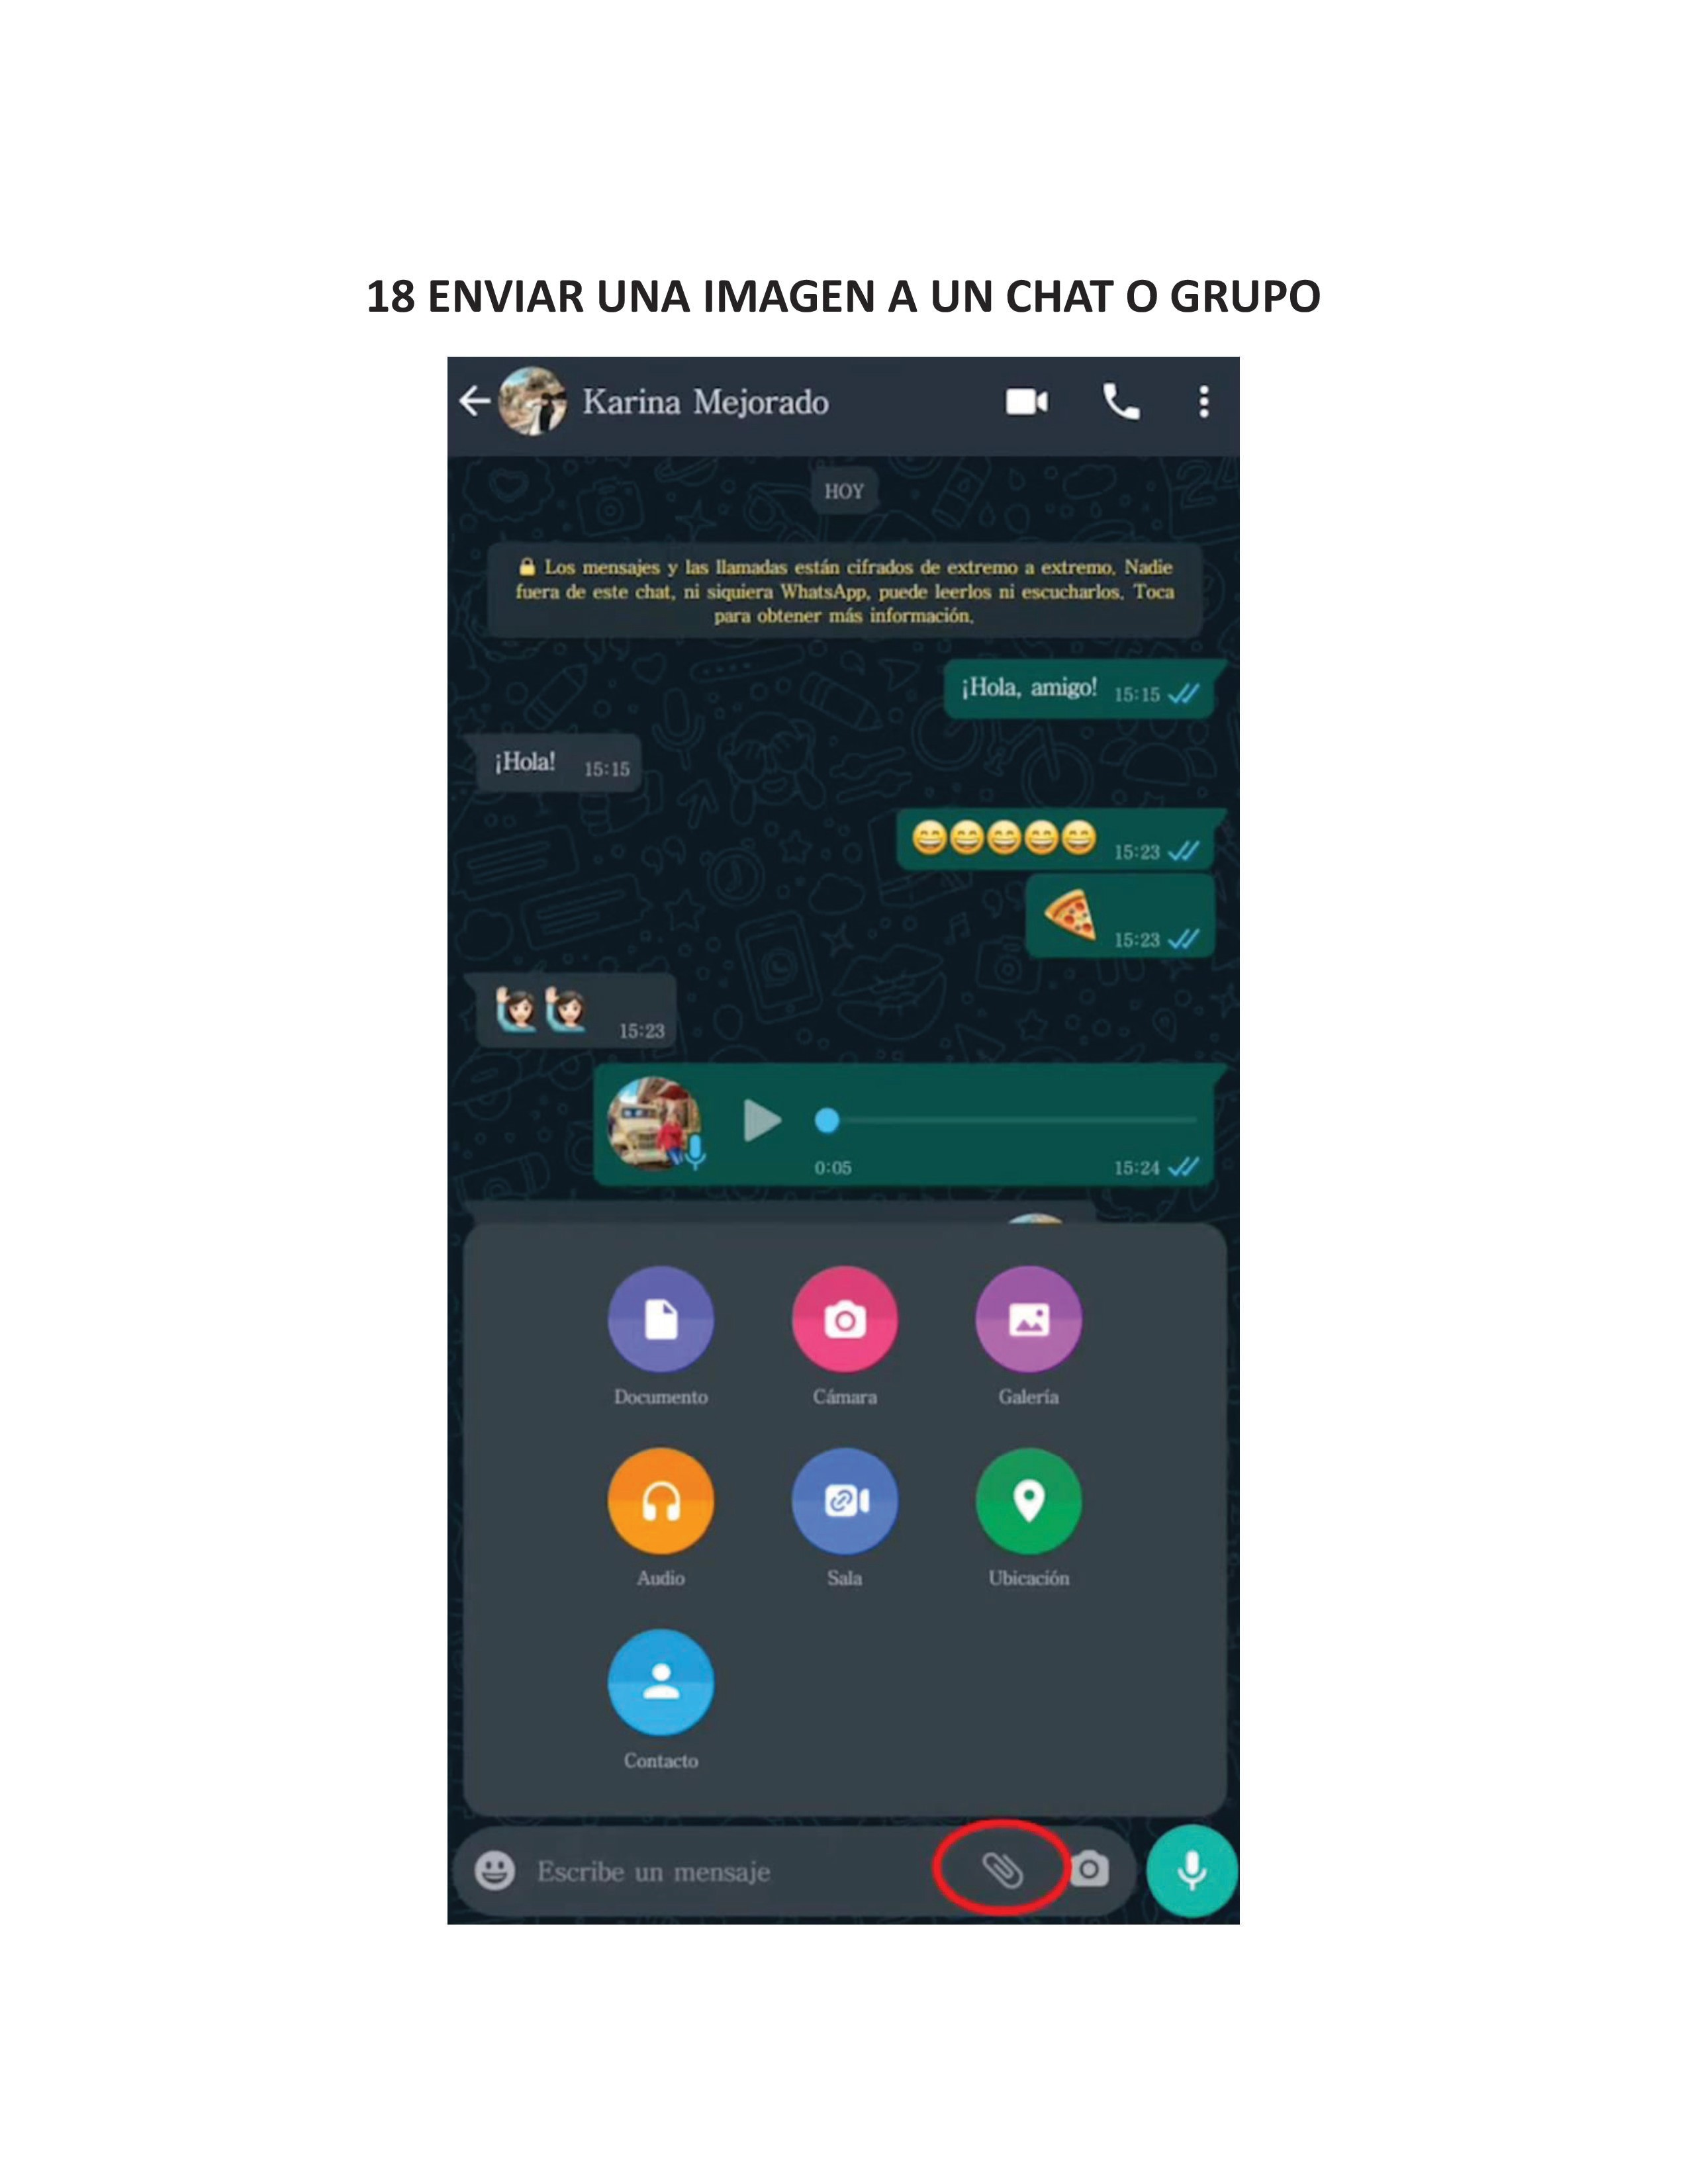 18 ENVIAR UNA IMAGEN A UN CHAT O GRUPO
Karina Mejorado
HOY
Los mensajes y las llamadas están cifrados de extremo a extremo. Nadie
fuera de este chat, ni siquiera WhatsApp, puede leerlos ni escucharlos. Toca
para obtener más información.
¡Hola, amigo! 15:15
¡Hola! 15:15
15:23
15:23
15:23
0:05 15:24
Documento Cámara Galería
Audio Sala Ubicación
Contacto
Escribe un mensaje